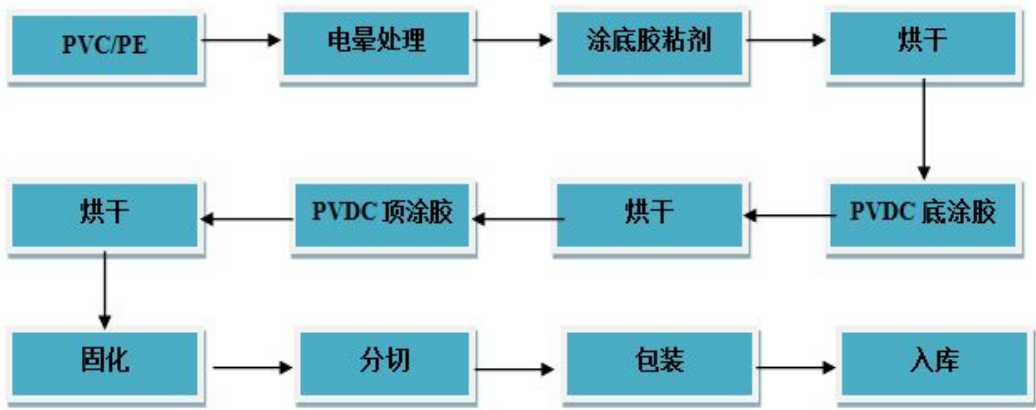 PVC/PE
电晕处理
涂底胶粘剂
烘干
PVDC 底涂胶
烘干
PVDC 顶涂胶
烘干
固化
分切
包装
入库